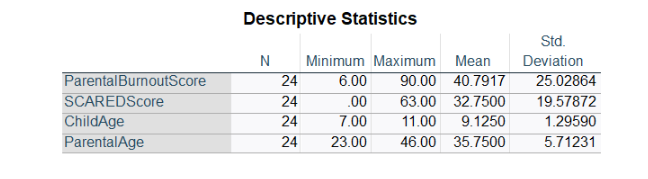 Descriptive Statistics
N Minimum Maximum Mean Std. Deviation
ParentalBurnoutScore 24 6.00 90.00 40.7917 25.02864
SCAREDScore 24 .00 63.00 32.7500 19.57872
ChildAge 24 7.00 11.00 9.1250 1.29590
ParentalAge 24 23.00 46.00 35.7500 5.71231